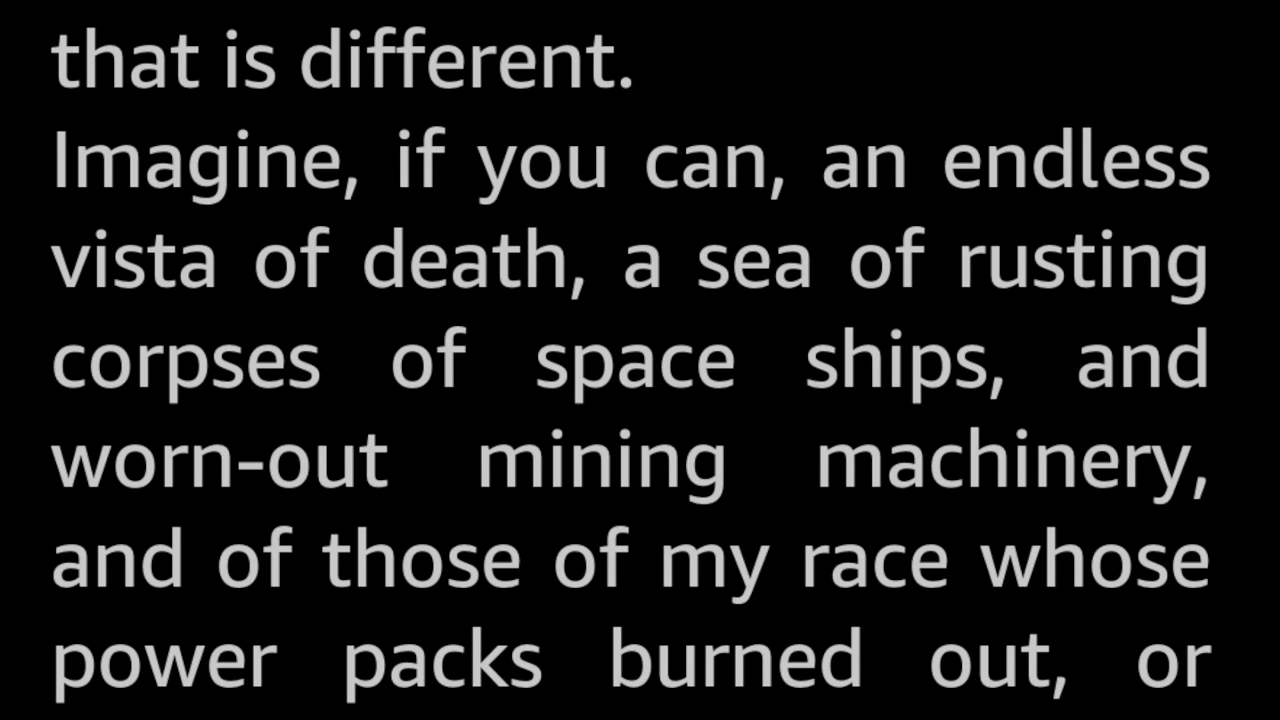 that is different.
Imagine, if you can, an endless
vista of death, a sea of rusting
corpses of space ships, and
worn-out mining machinery,
and of those of my race whose
power packs burned out, or